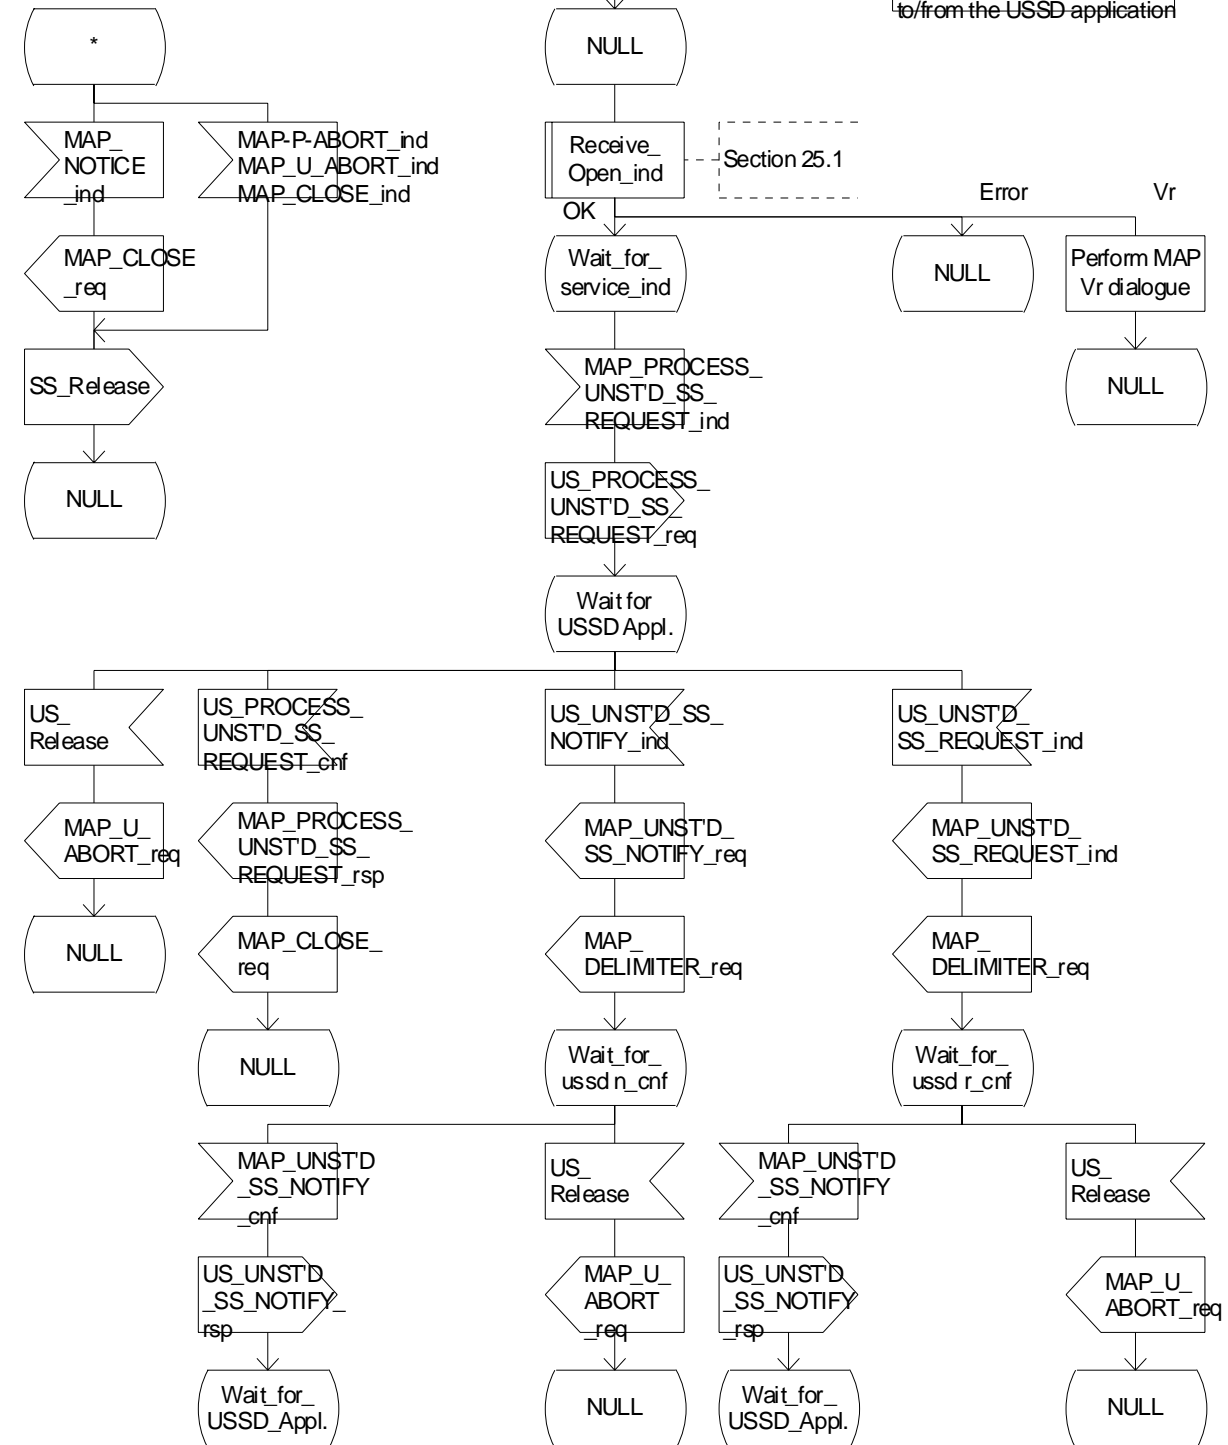 to/from the USSD application
*
NULL
MAP_
NOTICE
_ind
MAP-P-ABORT_ind
MAP_U_ABORT_ind
MAP_CLOSE_ind
Receive_
Open_ind
Section 25.1
OK
Error
Vr
MAP_CLOSE
_req
Wait_for_
service_ind
NULL
Perform MAP
Vr dialogue
SS_Release
MAP_PROCESS_
UNST'D_SS_
REQUEST_ind
NULL
NULL
US_PROCESS_
UNST'D_SS_
REQUEST_req
Wait for
USSD Appl.
US_
Release
US_PROCESS_
UNST'D_SS_
REQUEST_cnf
US_UNST'D_SS_
NOTIFY_ind
US_UNST'D_
SS_REQUEST_ind
MAP_U_
ABORT_req
MAP_PROCESS_
UNST'D_SS_
REQUEST_rsp
MAP_UNST'D_
SS_NOTIFY_req
MAP_UNST'D_
SS_REQUEST_ind
NULL
MAP_CLOSE_
req
MAP_
DELIMITER_req
MAP_
DELIMITER_req
NULL
Wait_for_
ussd n_cnf
Wait_for_
ussd r_cnf
MAP_UNST'D
_SS_NOTIFY
_cnf
US_
Release
MAP_UNST'D
_SS_NOTIFY
_cnf
US_
Release
US_UNST'D
_SS_NOTIFY_
rsp
MAP_U_
ABORT
_req
US_UNST'D
_SS_NOTIFY
_rsp
MAP_U_
ABORT_req
Wait_for_
USSD_Appl.
NULL
Wait_for_
USSD_Appl.
NULL